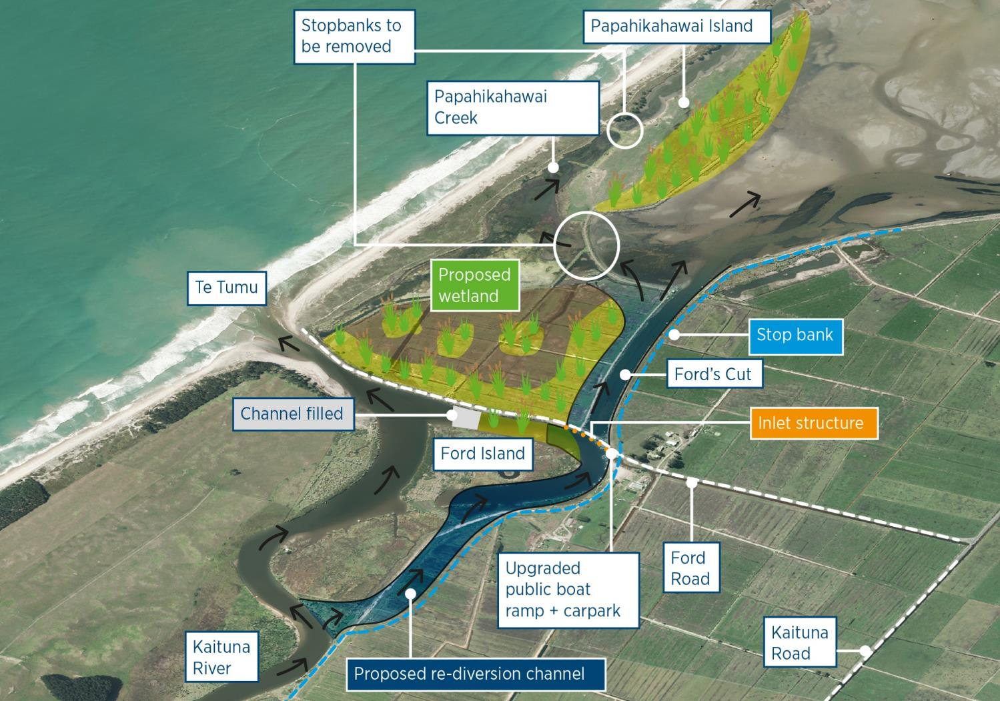 Stopbanks to
be removed
Papahikahawai Island
Papahikahawai
Creek
Te Tumu
Proposed
wetland
Stop bank
Ford's Cut
Channel filled
Inlet structure
Ford Island
Upgraded
public boat
ramp + carpark
Ford
Road
Kaituna
River
Kaituna
Road
Proposed re-diversion channel